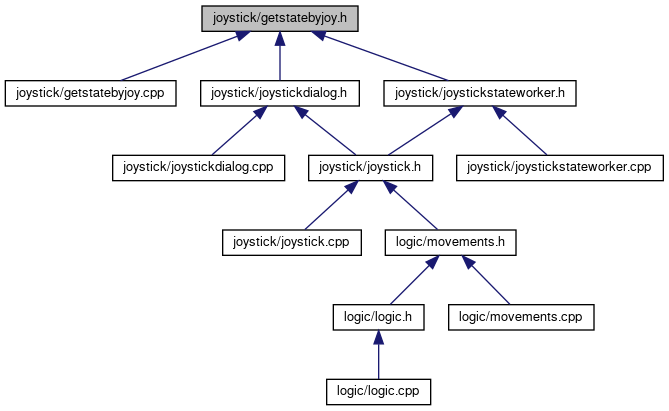 joystick/getstatebyjoy.h
joystick/getstatebyjoy.cpp
joystick/joystickdialog.h
joystick/joystickstateworker.h
joystick/joystickdialog.cpp
joystick/joystick.h
joystick/joystickstateworker.cpp
joystick/joystick.cpp
logic/movements.h
logic/logic.h
logic/movements.cpp
logic/logic.cpp